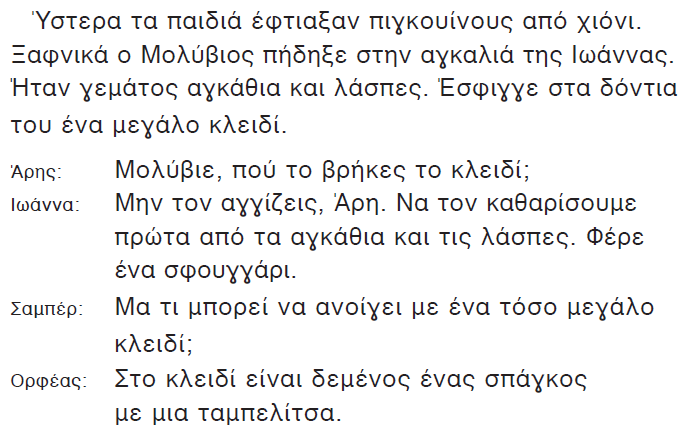 Ύστερα τα παιδιά έφτιαξαν πιγκουίνους από χιόνι.
Ξαφνικά ο Μολύβιος πήδηξε στην αγκαλιά της Ιωάννας.
Ήταν γεμάτος αγκάθια και λάσπες. Έσφιγγε στα δόντια
του ένα μεγάλο κλειδί.
Άρης: Μολύβιε, πού το βρήκες το κλειδί;
Ιωάννα: Μην τον αγγίζεις, Άρη. Να τον καθαρίσουμε
πρώτα από τα αγκάθια και τις λάσπες. Φέρε
ένα σφουγγάρι.
Σαμπέρ: Μα τι μπορεί να ανοίγει με ένα τόσο μεγάλο
κλειδί;
Ορφέας: Στο κλειδί είναι δεμένος ένας σπάγκος
με μια ταμπελίτσα.